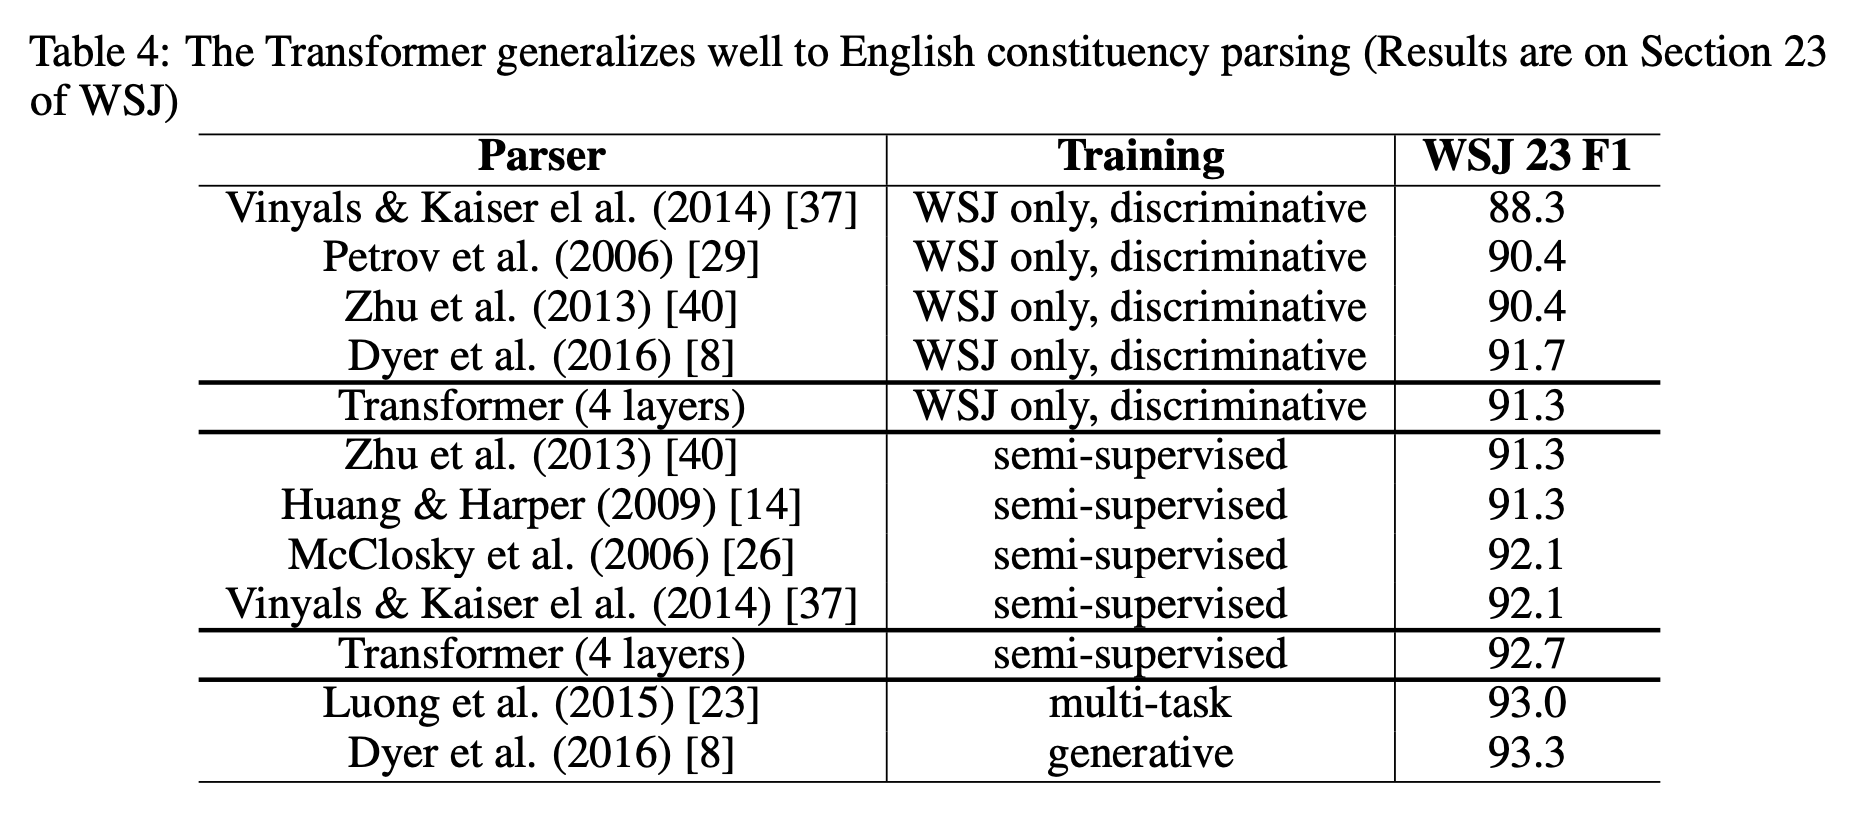 Table 4: The Transformer generalizes well to English constituency parsing (Results are on Section 23
of WSJ)
Parser Training WSJ 23 F1
Vinyals & Kaiser el al. (2014) [37] WSJ only, discriminative 88.3
Petrov et al. (2006) [29] WSJ only, discriminative 90.4
Zhu et al. (2013) [40] WSJ only, discriminative 90.4
Dyer et al. (2016) [8] WSJ only, discriminative 91.7
Transformer (4 layers) WSJ only, discriminative 91.3
Zhu et al. (2013) [40] semi-supervised 91.3
Huang & Harper (2009) [14] semi-supervised 91.3
McClosky et al. (2006) [26] semi-supervised 92.1
Vinyals & Kaiser el al. (2014) [37] semi-supervised 92.1
Transformer (4 layers) semi-supervised 92.7
Luong et al. (2015) [23] multi-task 93.0
Dyer et al. (2016) [8] generative 93.3